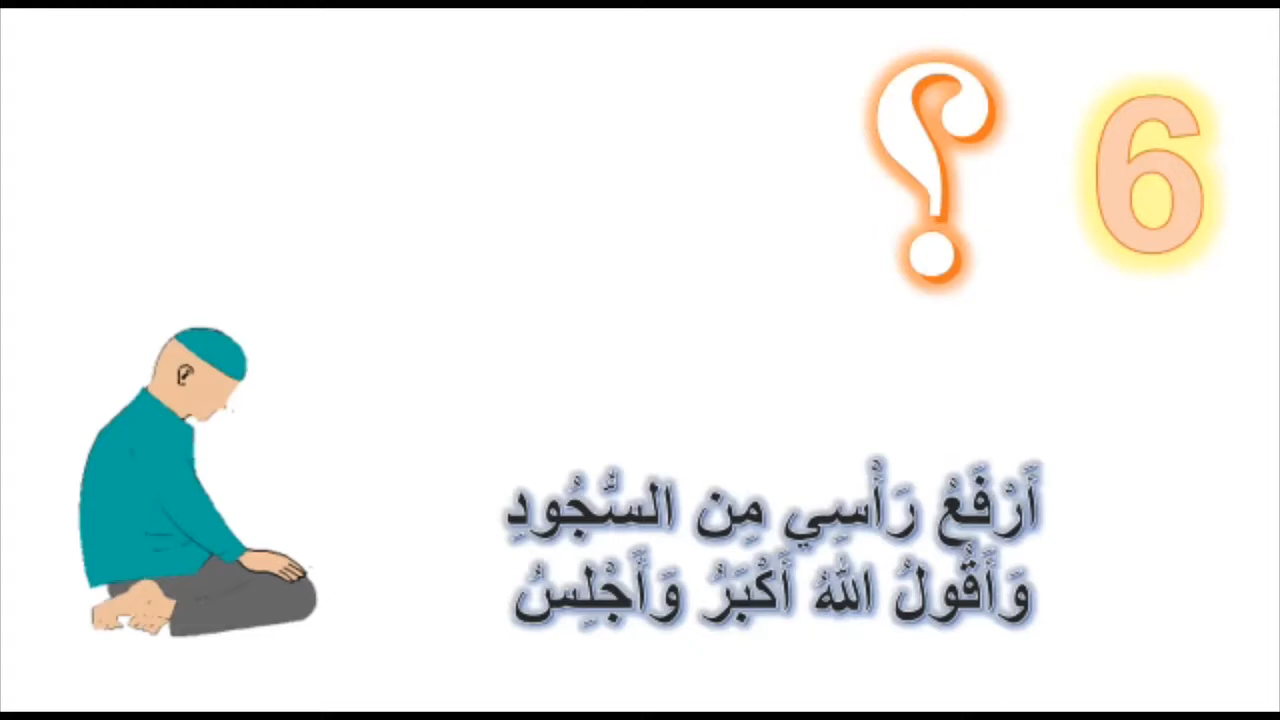 6 ؟
أَرْفَعُ رَأْسِي مِن السُّجُودِ
وَأَقُولُ اللهُ أَكْبَرُ وَأَجْلِسُ